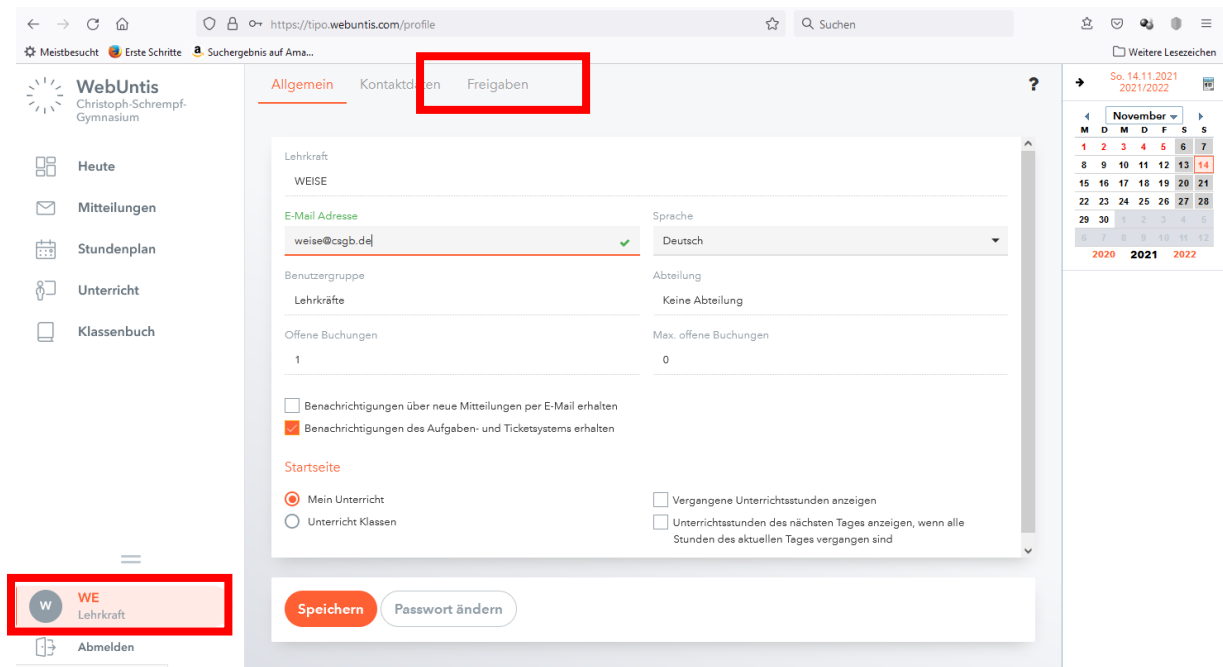 https://tipo.webuntis.com/profile
Suchen
Meistbesucht Erste Schritte Suchergebnis auf Ama...
Weitere Lesezeichen
WebUntis
Christoph-Schrempf-
Gymnasium
Heute
Mitteilungen
Stundenplan
Unterricht
Klassenbuch
W
WE
Lehrkraft
Abmelden
Allgemein Kontaktdaten Freigaben
?
Lehrkraft
WEISE
E-Mail Adresse
weise@csgb.de
Sprache
Deutsch
Benutzergruppe
Lehrkräfte
Abteilung
Keine Abteilung
Offene Buchungen
1
Max. offene Buchungen
0
Benachrichtigungen über neue Mitteilungen per E-Mail erhalten
Benachrichtigungen des Aufgaben- und Ticketsystems erhalten
Startseite
Mein Unterricht
Unterricht Klassen
Vergangene Unterrichtsstunden anzeigen
Unterrichtsstunden des nächsten Tages anzeigen, wenn alle
Stunden des aktuellen Tages vergangen sind
Speichern Passwort ändern
So. 14.11.2021
2021/2022
November
M D M D F S S
1 2 3 4 5 6 7
8 9 10 11 12 13 14
15 16 17 18 19 20 21
22 23 24 25 26 27 28
29 30 1 2 3 4 5
6 7 8 9 10 11 12
2020 2021 2022